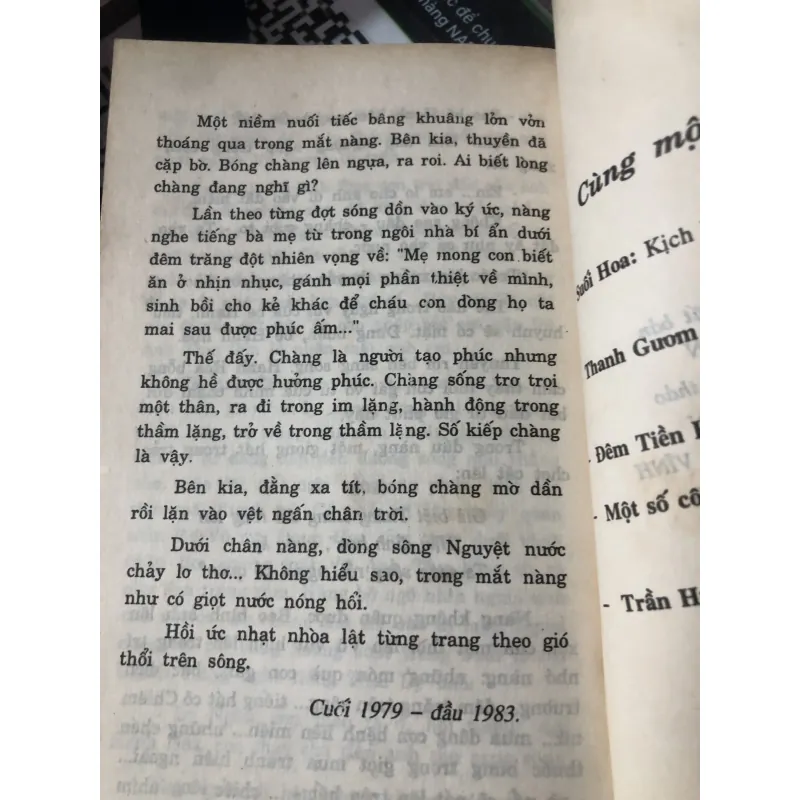 Một niềm nuối tiếc bâng khuâng lởn vởn
thoáng qua trong mắt nàng. Bên kia, thuyền đã
cặp bờ. Bóng chàng lên ngựa, ra roi. Ai biết lòng
chàng đang nghĩ gì?
Lần theo từng đợt sóng dồn vào ký ức, nàng
nghe tiếng bà mẹ từ trong ngôi nhà bí ẩn dưới
đêm trăng đột nhiên vọng về: "Mẹ mong con biết
ăn ở nhịn nhục, gánh mọi phần thiệt về mình,
sinh bồi cho kẻ khác để cháu con dòng họ ta
mai sau được phúc ấm..."
Thế đấy. Chàng là người tạo phúc nhưng
không hề được hưởng phúc. Chàng sống trơ trọi
một thân, ra đi trong im lặng, hành động trong
thầm lặng, trở về trong thầm lặng. Số kiếp chàng
là vậy.
Bên kia, đằng xa tít, bóng chàng mờ dần
rồi lặn vào vệt ngấn chân trời.
Dưới chân nàng, dòng sông Nguyệt nước
chảy lơ thơ... Không hiểu sao, trong mắt nàng
như có giọt nước nóng hổi.
Hồi ức nhạt nhòa lật từng trang theo gió
thổi trên sông.
Cuối 1979 – đầu 1983.
Cùng mộ
Suối Hoa: Kịch
Thanh Gươm
- Đêm Tiền
- Một số cô
- Trần H